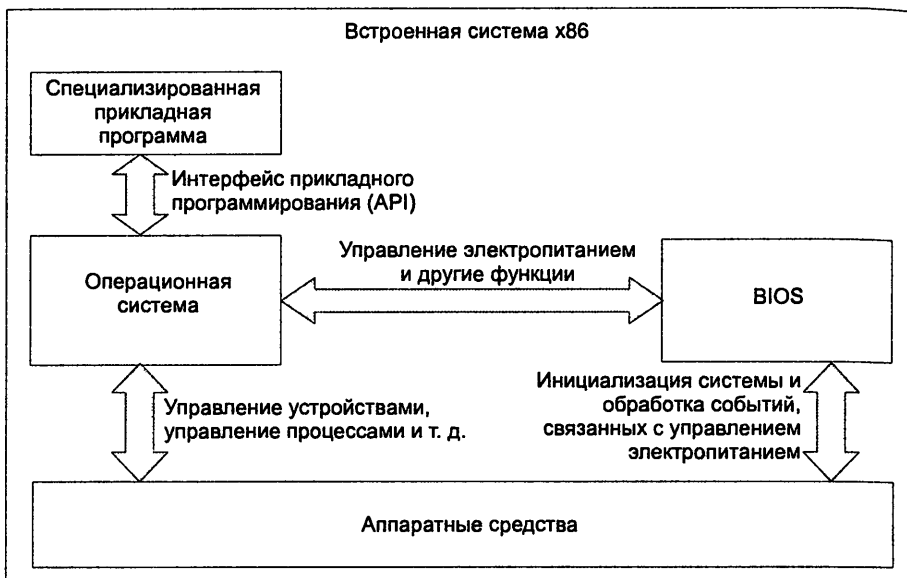 Встроенная система x86
Специализированная
прикладная
программа
Интерфейс прикладного
программирования (API)
Управление электропитанием
и другие функции
Операционная
система
BIOS
Управление устройствами,
управление процессами и т. д.
Инициализация системы и
обработка событий,
связанных с управлением
электропитанием
Аппаратные средства